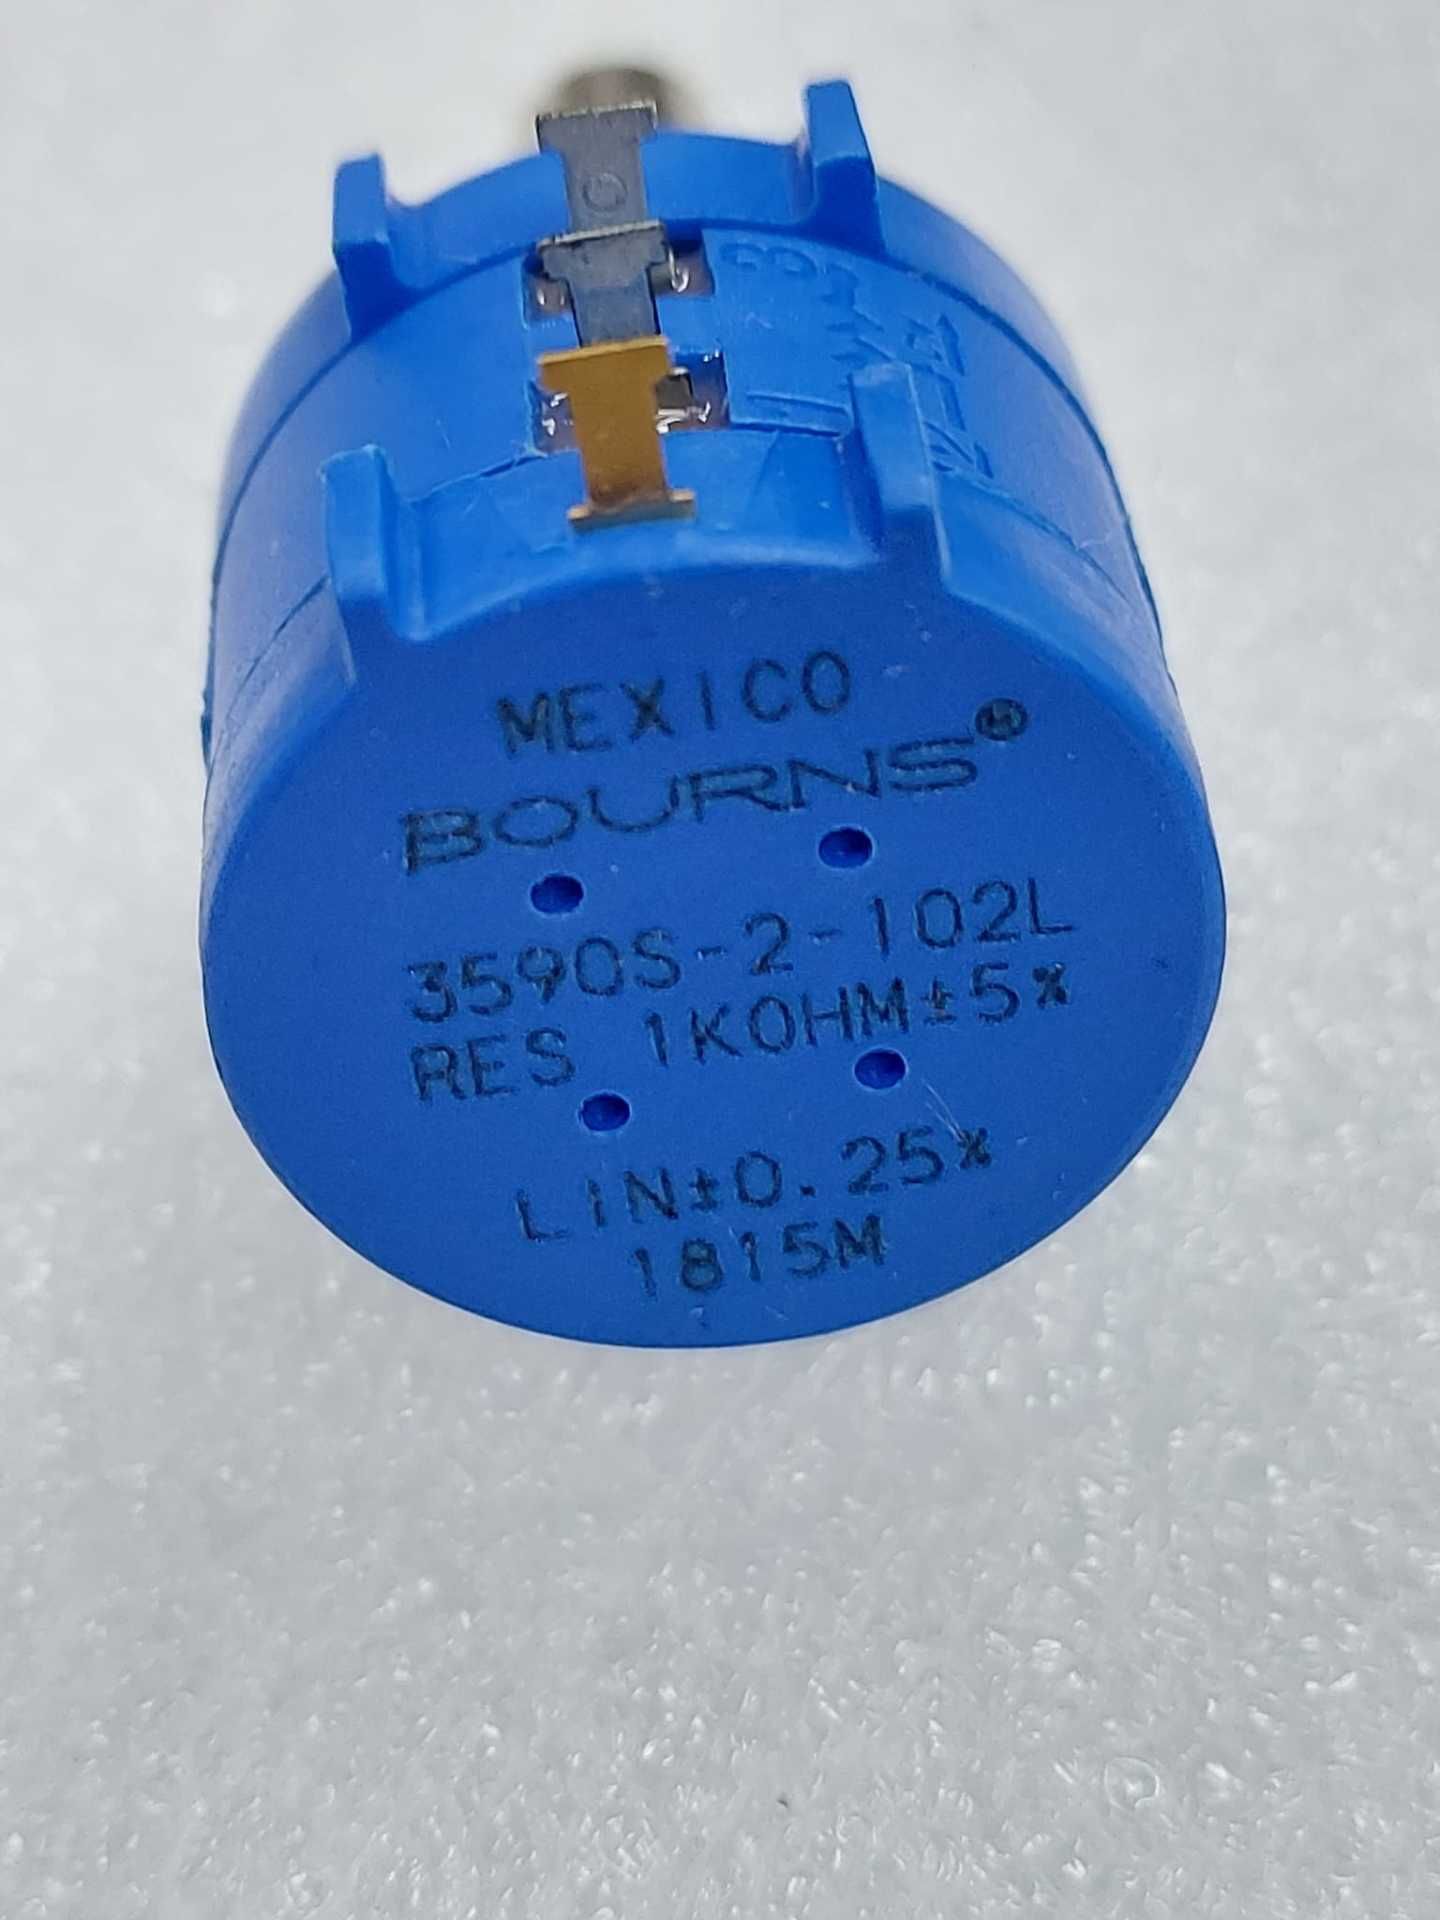 MEXICO
BOURNS®
3590S-2-102L
RES 1KOHM±5%
LIN±0.25%
1815M